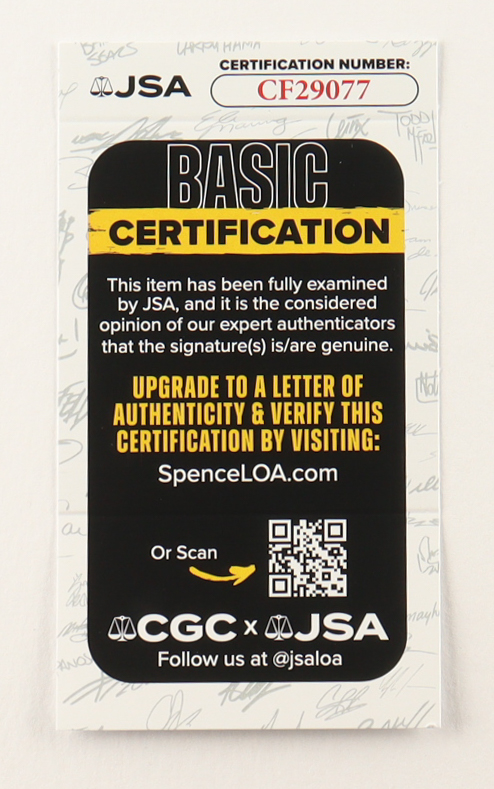 CERTIFICATION NUMBER:
JSA
CF29077
BASIC
CERTIFICATION
This item has been fully examined
by JSA, and it is the considered
opinion of our expert authenticators
that the signature(s) is/are genuine.
UPGRADE TO A LETTER OF
AUTHENTICITY & VERIFY THIS
CERTIFICATION BY VISITING:
SpenceLOA.com
Or Scan
CGC x JSA
Follow us at @jsaloa